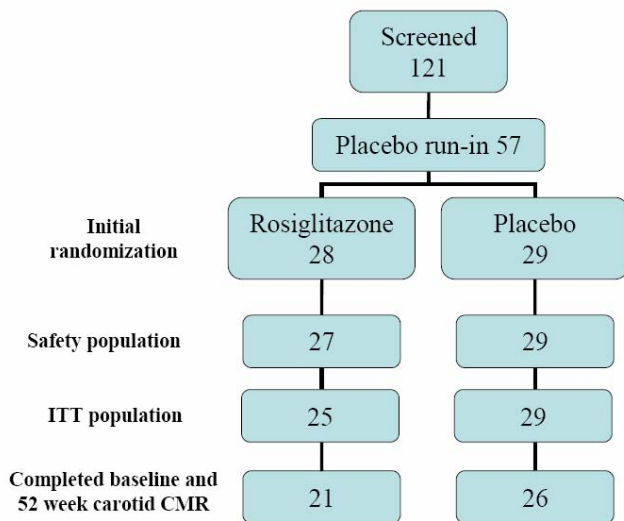 Screened
121
Placebo run-in 57
Initial
randomization
Rosiglitazone
28
Placebo
29
Safety population
27
29
ITT population
25
29
Completed baseline and
52 week carotid CMR
21
26